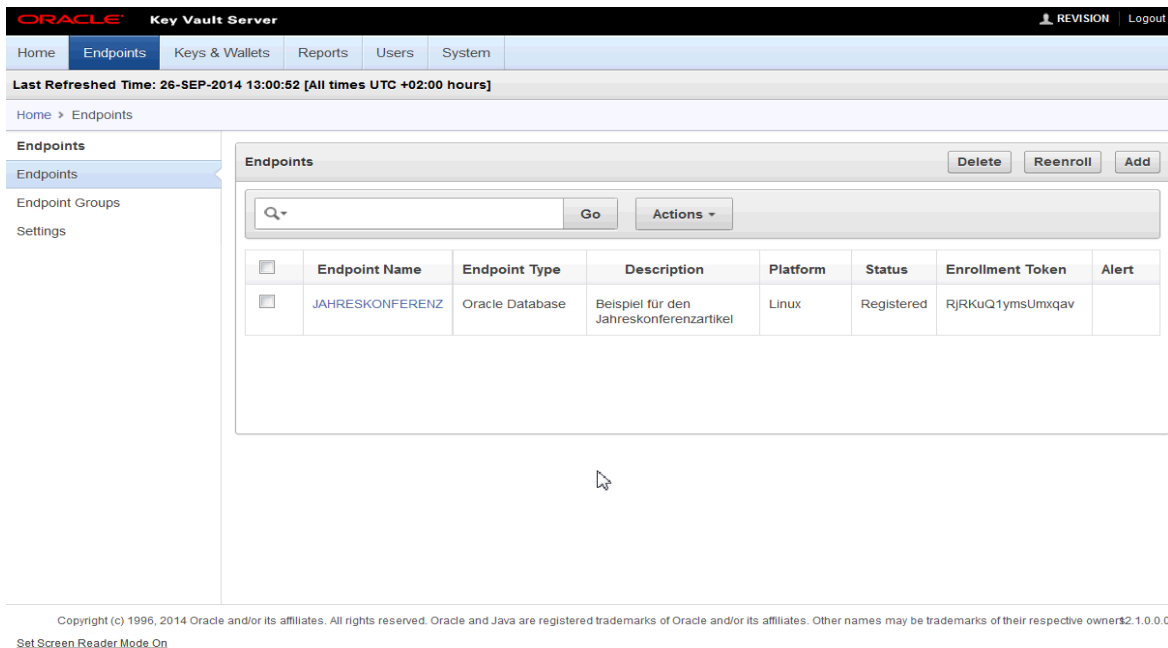 ORACLE® Key Vault Server REVISION Logout
Home Endpoints Keys & Wallets Reports Users System
Last Refreshed Time: 26-SEP-2014 13:00:52 [All times UTC +02:00 hours]
Home > Endpoints
Endpoints
Endpoints
Endpoint Groups
Settings
Endpoints Delete Reenroll Add
Go Actions
Endpoint Name Endpoint Type Description Platform Status Enrollment Token Alert
JAHRESKONFERENZ Oracle Database Beispiel für den Linux Registered RjRKuQ1ymsUmxqav
Jahreskonferenzartikel
Copyright (c) 1996, 2014 Oracle and/or its affiliates. All rights reserved. Oracle and Java are registered trademarks of Oracle and/or its affiliates. Other names may be trademarks of their respective owners 2.1.0.0.0
Set Screen Reader Mode On